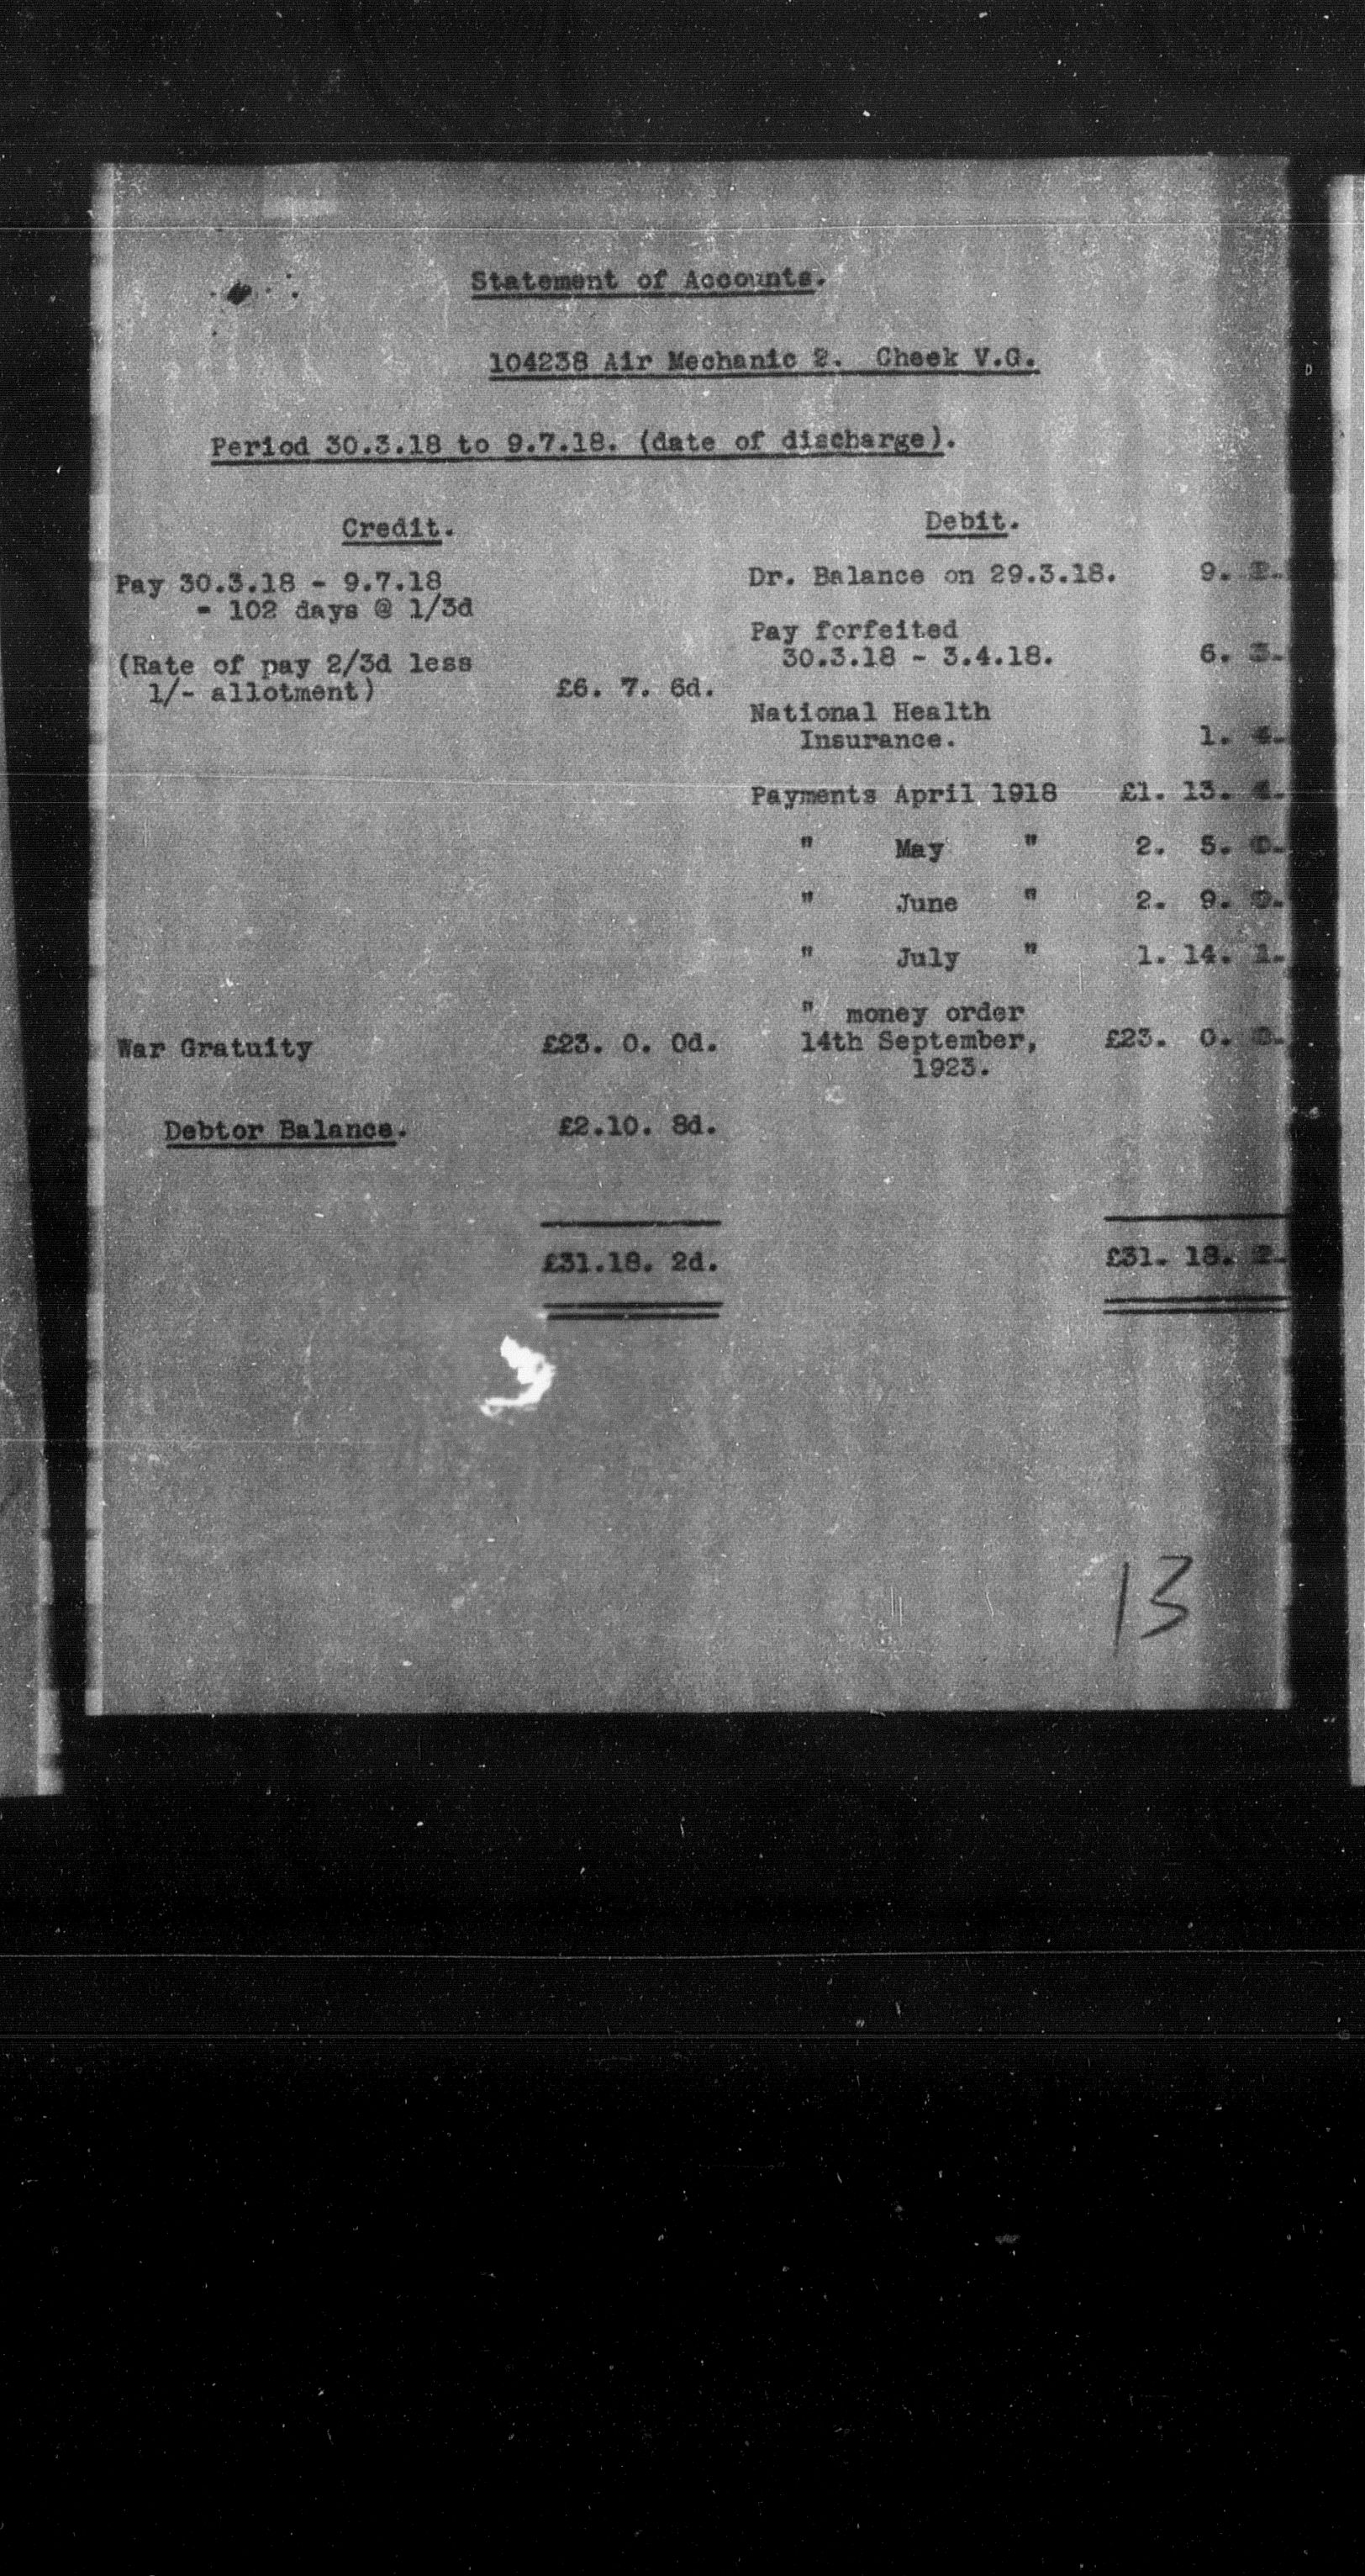 Statement of Accounts.
104238 Air Mechanic 2. Cheek V.G.
Period 30.3.18 to 9.7.18. (date of discharge).
Credit.
Pay 30.3.18 - 9.7.18
- 102 days @ 1/3d
(Rate of pay 2/3d less
1/- allotment) £6. 7. 6d.
War Gratuity £23. 0. 0d.
Debtor Balance. £2.10. 8d.
£31.18. 2d.
Debit.
Dr. Balance on 29.3.18. 9.
Pay forfeited
30.3.18 - 3.4.18. 6.
National Health
Insurance. 1.
Payments April 1918 £1. 13.
" May " 2. 5.
" June " 2. 9.
" July " 1. 14.
" money order
14th September, £23. 0.
1923.
£31. 18.
13